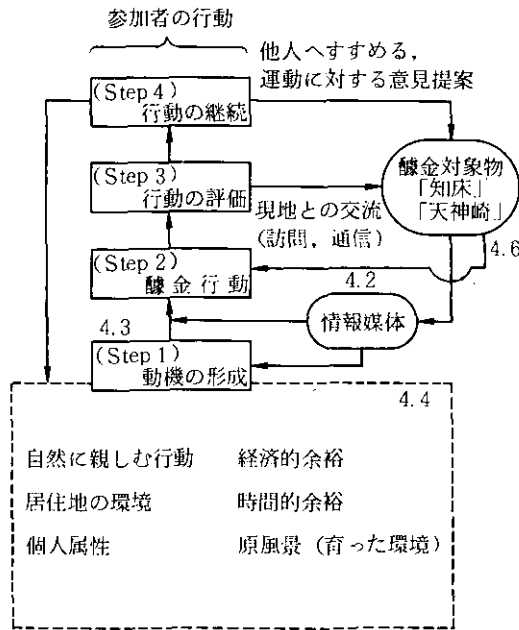 参加者の行動
他人へすすめる，
運動に対する意見提案
(Step 4)
行動の継続
醵金対象物
「知床」
「天神崎」
(Step 3)
行動の評価
現地との交流
(訪問，通信)
4.6
(Step 2)
醵金行動
4.2
情報媒体
4.3
(Step 1)
動機の形成
4.4
自然に親しむ行動 経済的余裕
居住地の環境 時間的余裕
個人属性 原風景（育った環境）